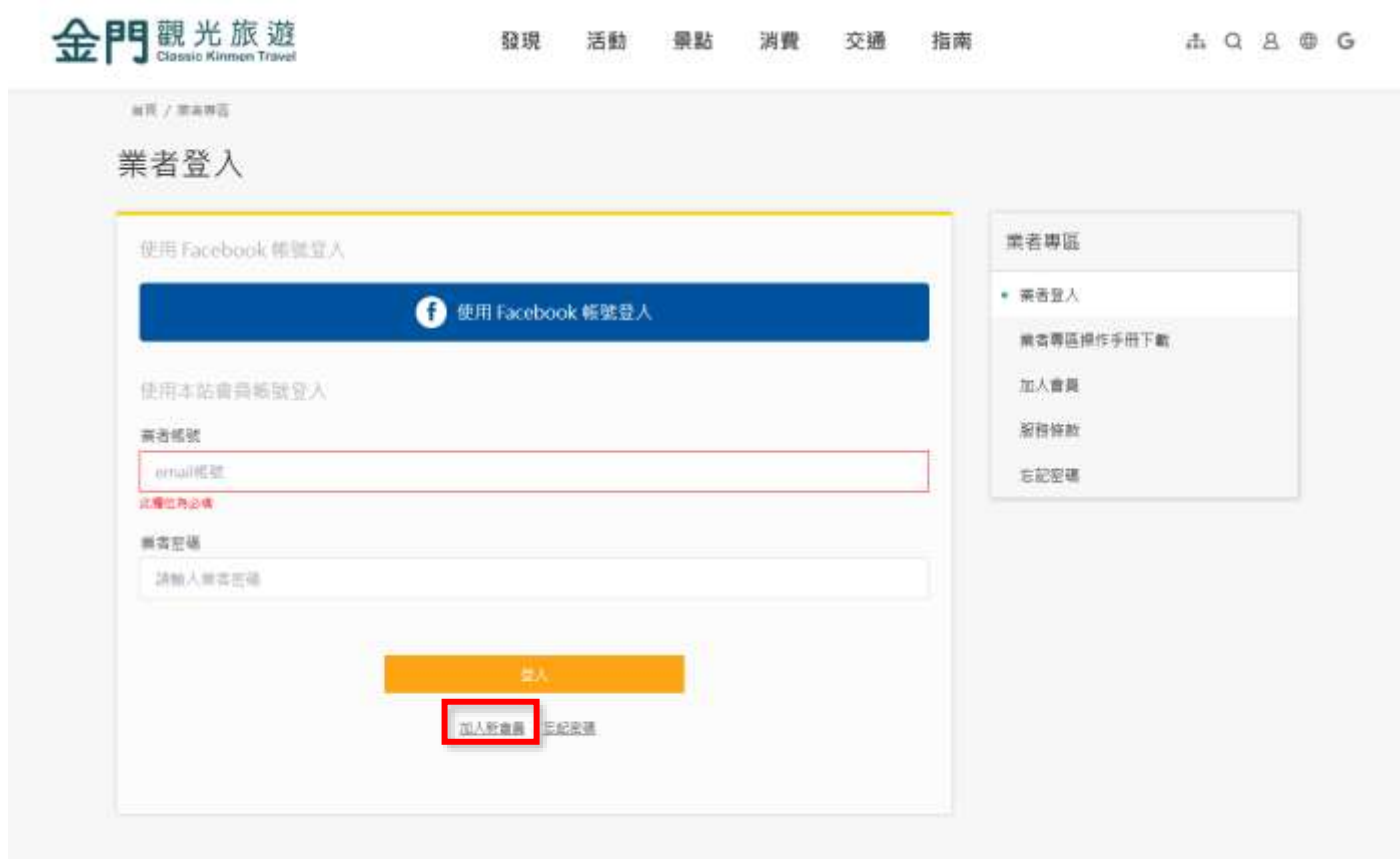 金門 觀光旅遊
Classic Kinmen Travel
發現 活動 景點 消費 交通 指南
G
首頁 / 業者專區
業者登入
使用 Facebook 帳號登入
f 使用 Facebook 帳號登入
使用本站會員帳號登入
業者帳號
email帳號
此欄位為必填
業者密碼
請輸入業者密碼
登入
加入新會員 忘記密碼
業者專區
業者登入
業者專區操作手冊下載
加入會員
服務條款
忘記密碼